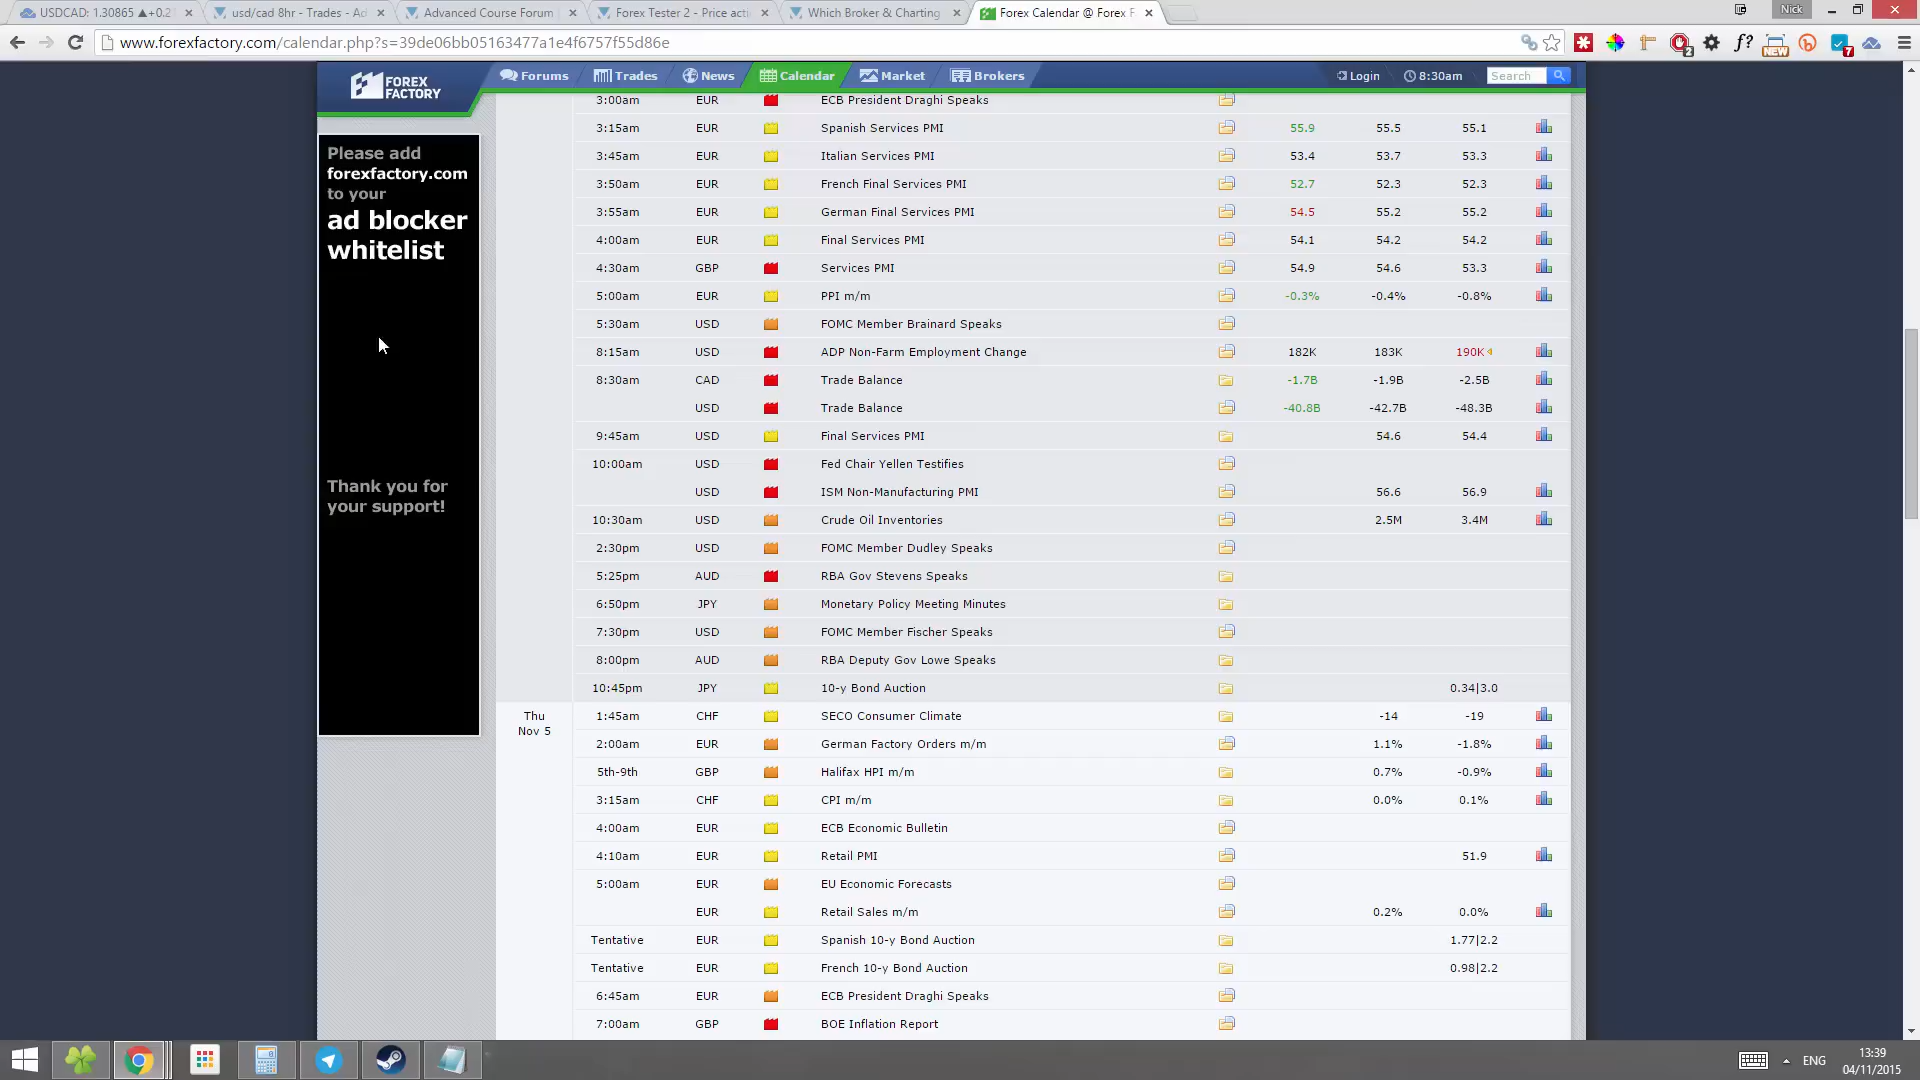 USDCAD: 1.30865 ▲+0.2
usd/cad 8hr - Trades - Ad
Advanced Course Forum
Forex Tester 2 - Price acti
Which Broker & Charting
Forex Calendar @ Forex F
Nick
www.forexfactory.com/calendar.php?s=39de06bb05163477a1e4f6757f55d86e
FOREX FACTORY
Forums Trades News Calendar Market Brokers Login 8:30am Search
Please add
forexfactory.com
to your
ad blocker
whitelist
Thank you for
your support!
3:00am EUR ECB President Draghi Speaks
3:15am EUR Spanish Services PMI 55.9 55.5 55.1
3:45am EUR Italian Services PMI 53.4 53.7 53.3
3:50am EUR French Final Services PMI 52.7 52.3 52.3
3:55am EUR German Final Services PMI 54.5 55.2 55.2
4:00am EUR Final Services PMI 54.1 54.2 54.2
4:30am GBP Services PMI 54.9 54.6 53.3
5:00am EUR PPI m/m -0.3% -0.4% -0.8%
5:30am USD FOMC Member Brainard Speaks
8:15am USD ADP Non-Farm Employment Change 182K 183K 190K
8:30am CAD Trade Balance -1.7B -1.9B -2.5B
USD Trade Balance -40.8B -42.7B -48.3B
9:45am USD Final Services PMI 54.6 54.4
10:00am USD Fed Chair Yellen Testifies
USD ISM Non-Manufacturing PMI 56.6 56.9
10:30am USD Crude Oil Inventories 2.5M 3.4M
2:30pm USD FOMC Member Dudley Speaks
5:25pm AUD RBA Gov Stevens Speaks
6:50pm JPY Monetary Policy Meeting Minutes
7:30pm USD FOMC Member Fischer Speaks
8:00pm AUD RBA Deputy Gov Lowe Speaks
10:45pm JPY 10-y Bond Auction 0.34|3.0
Thu
Nov 5
1:45am CHF SECO Consumer Climate -14 -19
2:00am EUR German Factory Orders m/m 1.1% -1.8%
5th-9th GBP Halifax HPI m/m 0.7% -0.9%
3:15am CHF CPI m/m 0.0% 0.1%
4:00am EUR ECB Economic Bulletin
4:10am EUR Retail PMI 51.9
5:00am EUR EU Economic Forecasts
EUR Retail Sales m/m 0.2% 0.0%
Tentative EUR Spanish 10-y Bond Auction 1.77|2.2
Tentative EUR French 10-y Bond Auction 0.98|2.2
6:45am EUR ECB President Draghi Speaks
7:00am GBP BOE Inflation Report
ENG
13:39
04/11/2015